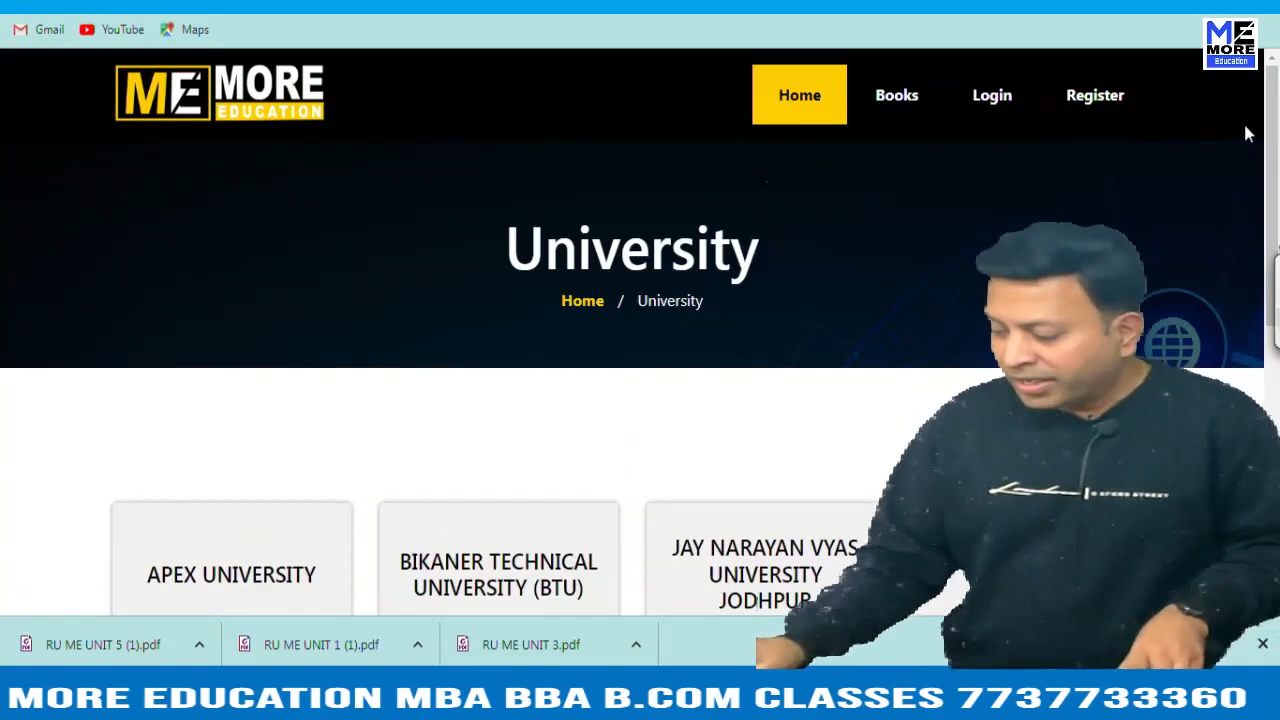 Gmail YouTube Maps
ME MORE EDUCATION
Home Books Login Register
ME MORE Education
University
Home / University
APEX UNIVERSITY
BIKANER TECHNICAL
UNIVERSITY (BTU)
JAY NARAYAN VYAS
UNIVERSITY
JODHPUR
RU ME UNIT 5 (1).pdf RU ME UNIT 1 (1).pdf RU ME UNIT 3.pdf
MORE EDUCATION MBA BBA B.COM CLASSES 7737733360